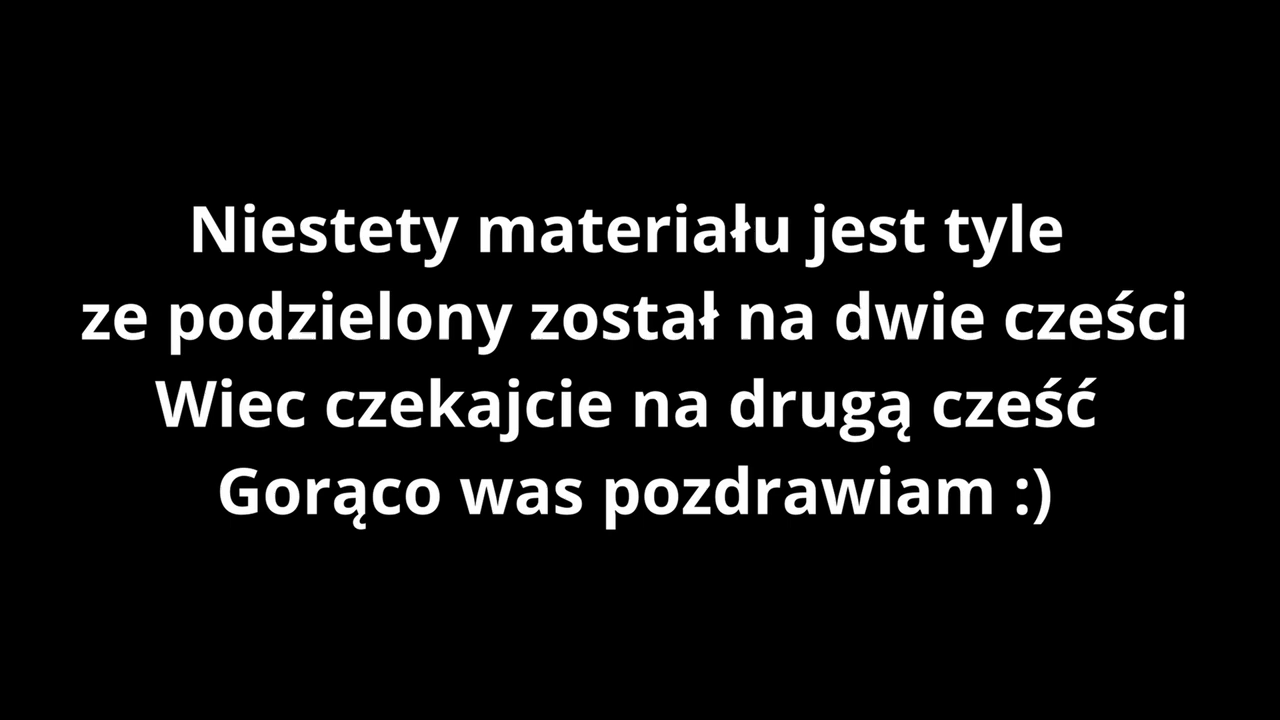 Niestety materiału jest tyle
ze podzielony został na dwie cześci
Wiec czekajcie na drugą cześć
Gorąco was pozdrawiam :)